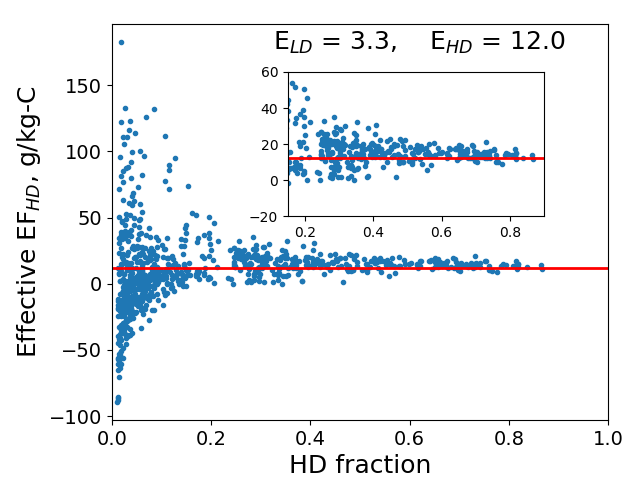 E_LD = 3.3, E_HD = 12.0
Effective EF_HD, g/kg-C
150
100
50
0
−50
−100
60
40
20
0
−20
0.2 0.4 0.6 0.8
0.0 0.2 0.4 0.6 0.8 1.0
HD fraction